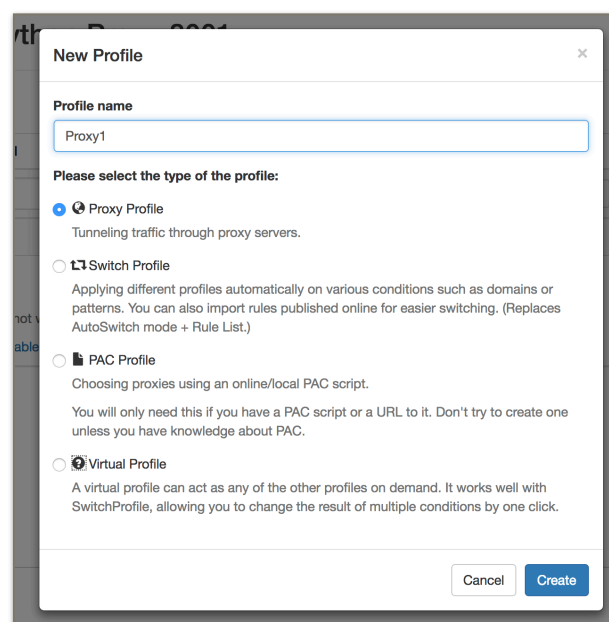 New Profile
×
Profile name
Proxy1
Please select the type of the profile:
Proxy Profile
Tunneling traffic through proxy servers.
Switch Profile
Applying different profiles automatically on various conditions such as domains or
patterns. You can also import rules published online for easier switching. (Replaces
AutoSwitch mode + Rule List.)
PAC Profile
Choosing proxies using an online/local PAC script.
You will only need this if you have a PAC script or a URL to it. Don't try to create one
unless you have knowledge about PAC.
Virtual Profile
A virtual profile can act as any of the other profiles on demand. It works well with
SwitchProfile, allowing you to change the result of multiple conditions by one click.
Cancel Create